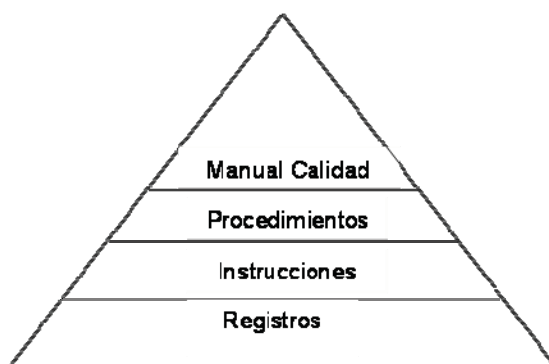 Manual Calidad
Procedimientos
Instrucciones
Registros